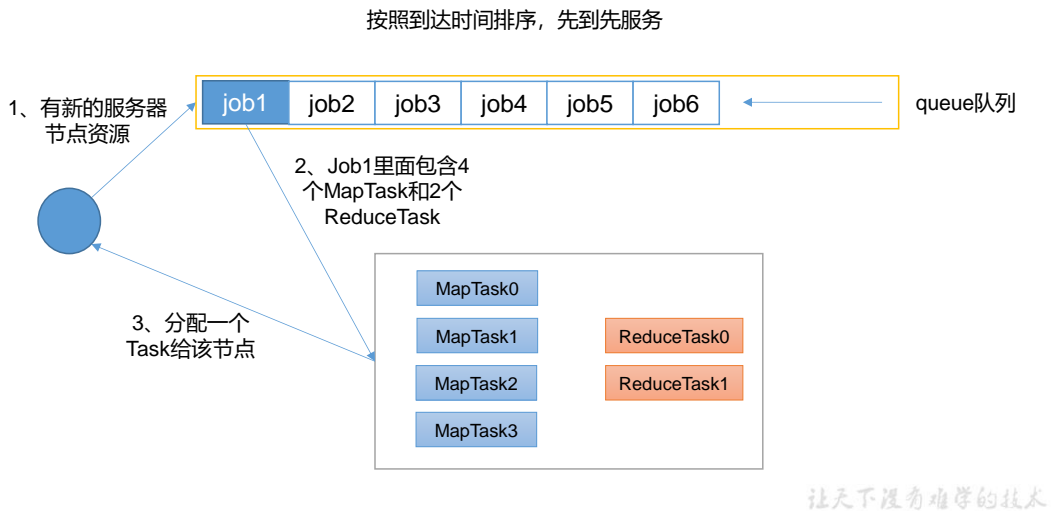 按照到达时间排序，先到先服务
1、有新的服务器
节点资源
job1 job2 job3 job4 job5 job6
queue队列
2、Job1里面包含4
个MapTask和2个
ReduceTask
3、分配一个
Task给该节点
MapTask0
MapTask1
ReduceTask0
MapTask2
ReduceTask1
MapTask3
让天下没有难学的技术